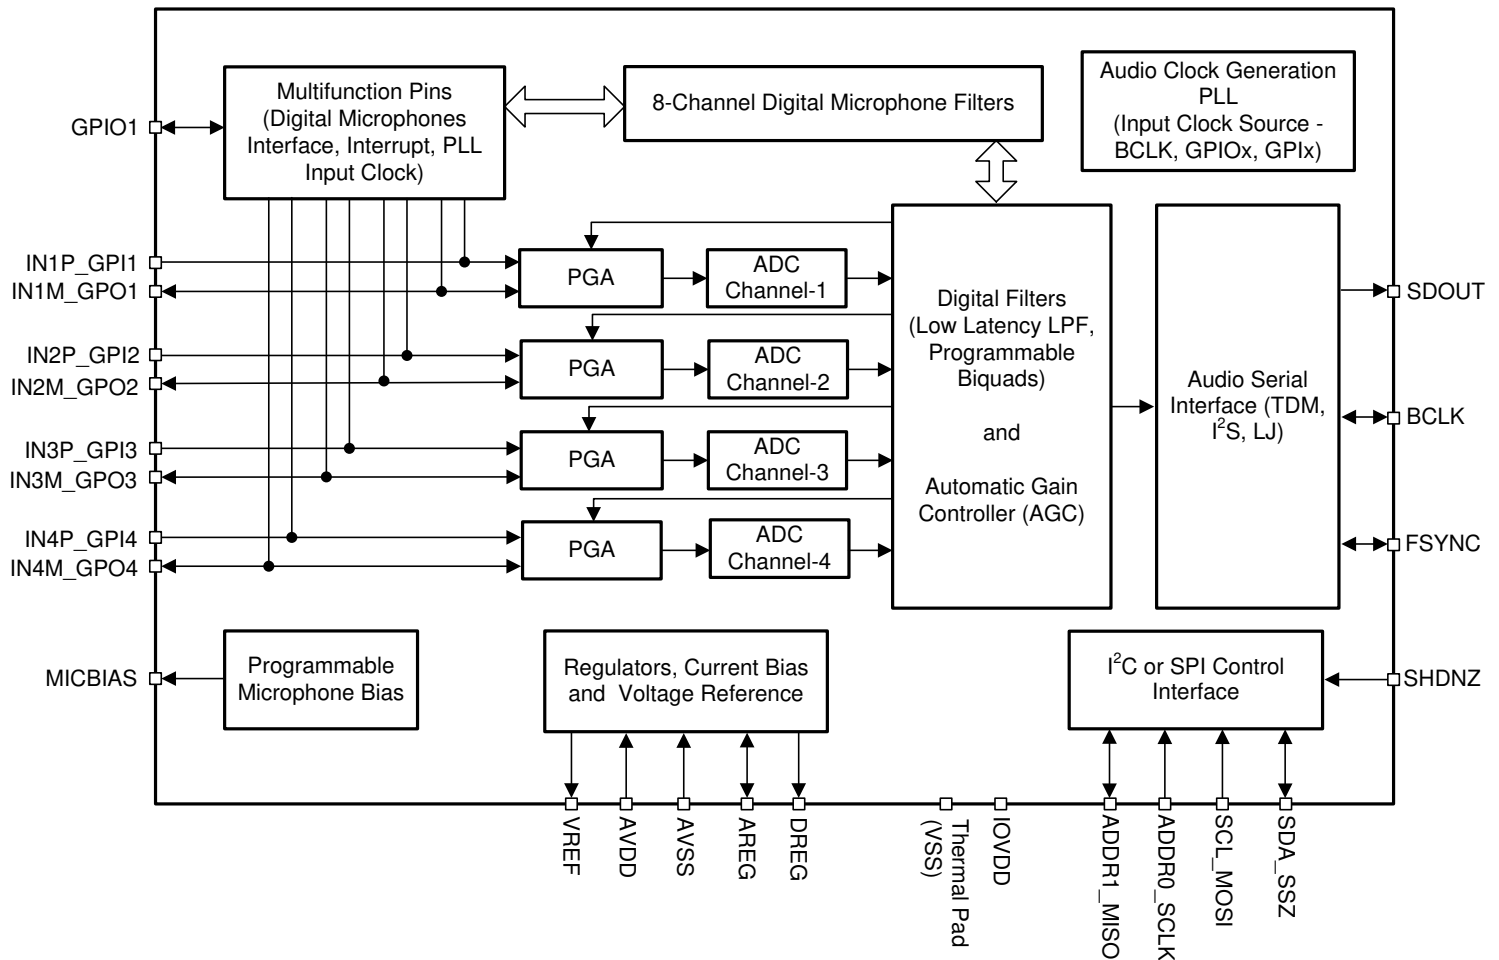 Multifunction Pins
(Digital Microphones
Interface, Interrupt, PLL
Input Clock)
8-Channel Digital Microphone Filters
Audio Clock Generation
PLL
(Input Clock Source -
BCLK, GPIOx, GPIx)
GPIO1
IN1P_GPI1
IN1M_GPO1
IN2P_GPI2
IN2M_GPO2
IN3P_GPI3
IN3M_GPO3
IN4P_GPI4
IN4M_GPO4
MICBIAS
PGA
ADC
Channel-1
PGA
ADC
Channel-2
PGA
ADC
Channel-3
PGA
ADC
Channel-4
Digital Filters
(Low Latency LPF,
Programmable
Biquads)
and
Automatic Gain
Controller (AGC)
Audio Serial
Interface (TDM,
I²S, LJ)
SDOUT
BCLK
FSYNC
SHDNZ
Programmable
Microphone Bias
Regulators, Current Bias
and Voltage Reference
I²C or SPI Control
Interface
VREF
AVDD
AVSS
AREG
DREG
Thermal Pad
(VSS)
IOVDD
ADDR1_MISO
ADDR0_SCLK
SCL_MOSI
SDA_SSZ